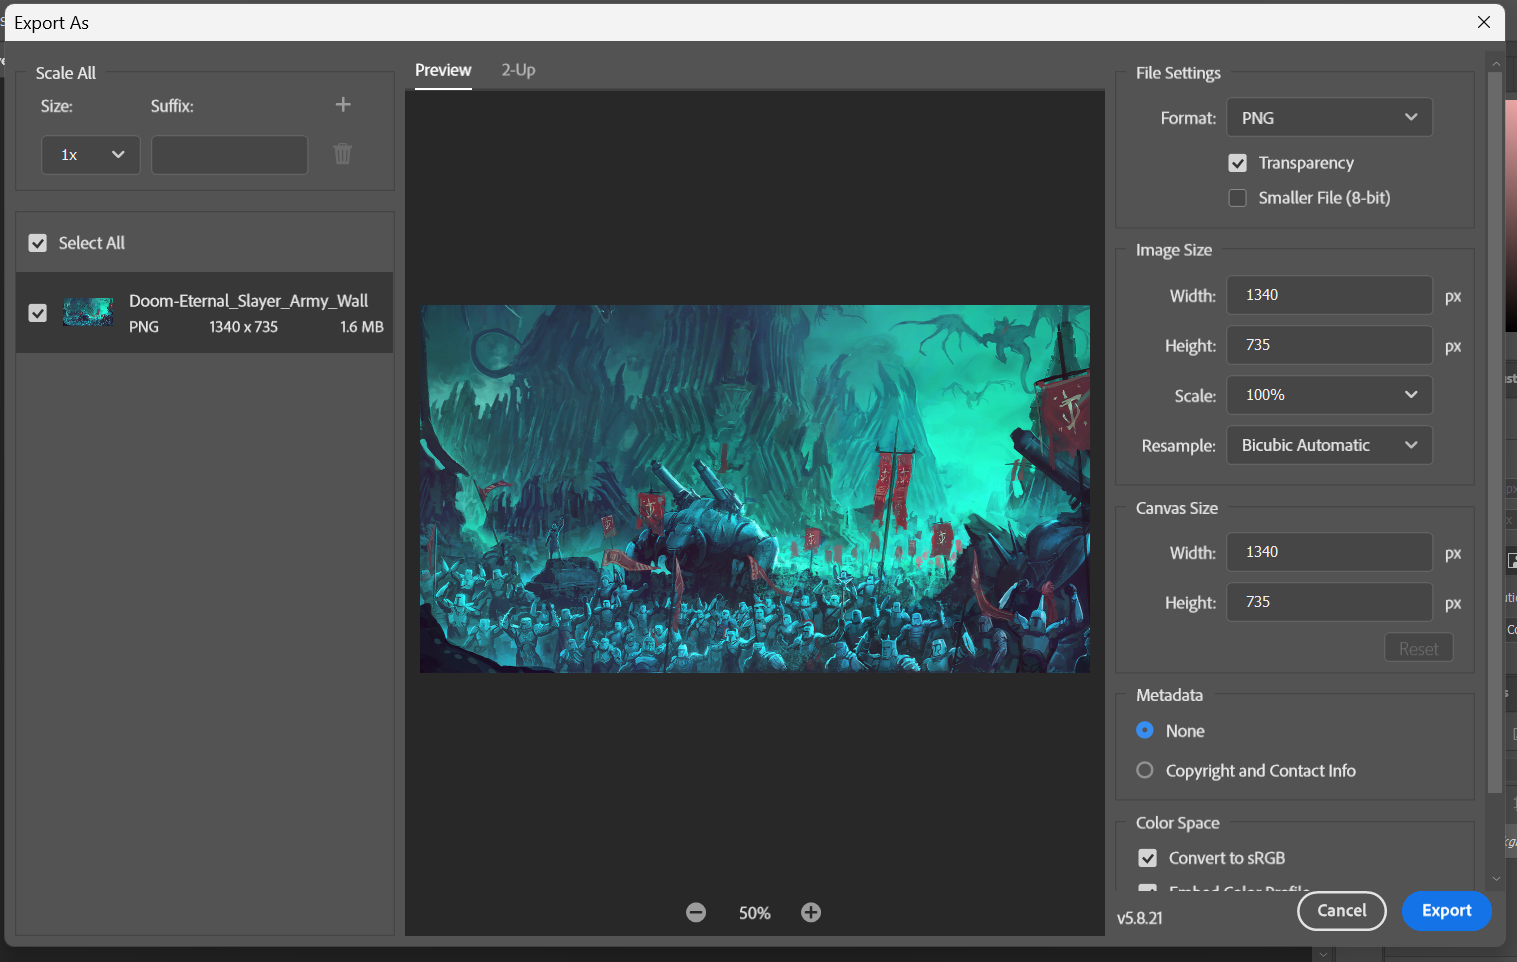 Export As
Scale All
Size:
Suffix:
1x
Select All
Doom-Eternal_Slayer_Army_Wall
PNG
1340 x 735
1.6 MB
Preview
2-Up
50%
File Settings
Format:
PNG
Transparency
Smaller File (8-bit)
Image Size
Width:
1340
px
Height:
735
px
Scale:
100%
Resample:
Bicubic Automatic
Canvas Size
Width:
1340
px
Height:
735
px
Reset
Metadata
None
Copyright and Contact Info
Color Space
Convert to sRGB
Embed Color Profile
v5.8.21
Cancel
Export